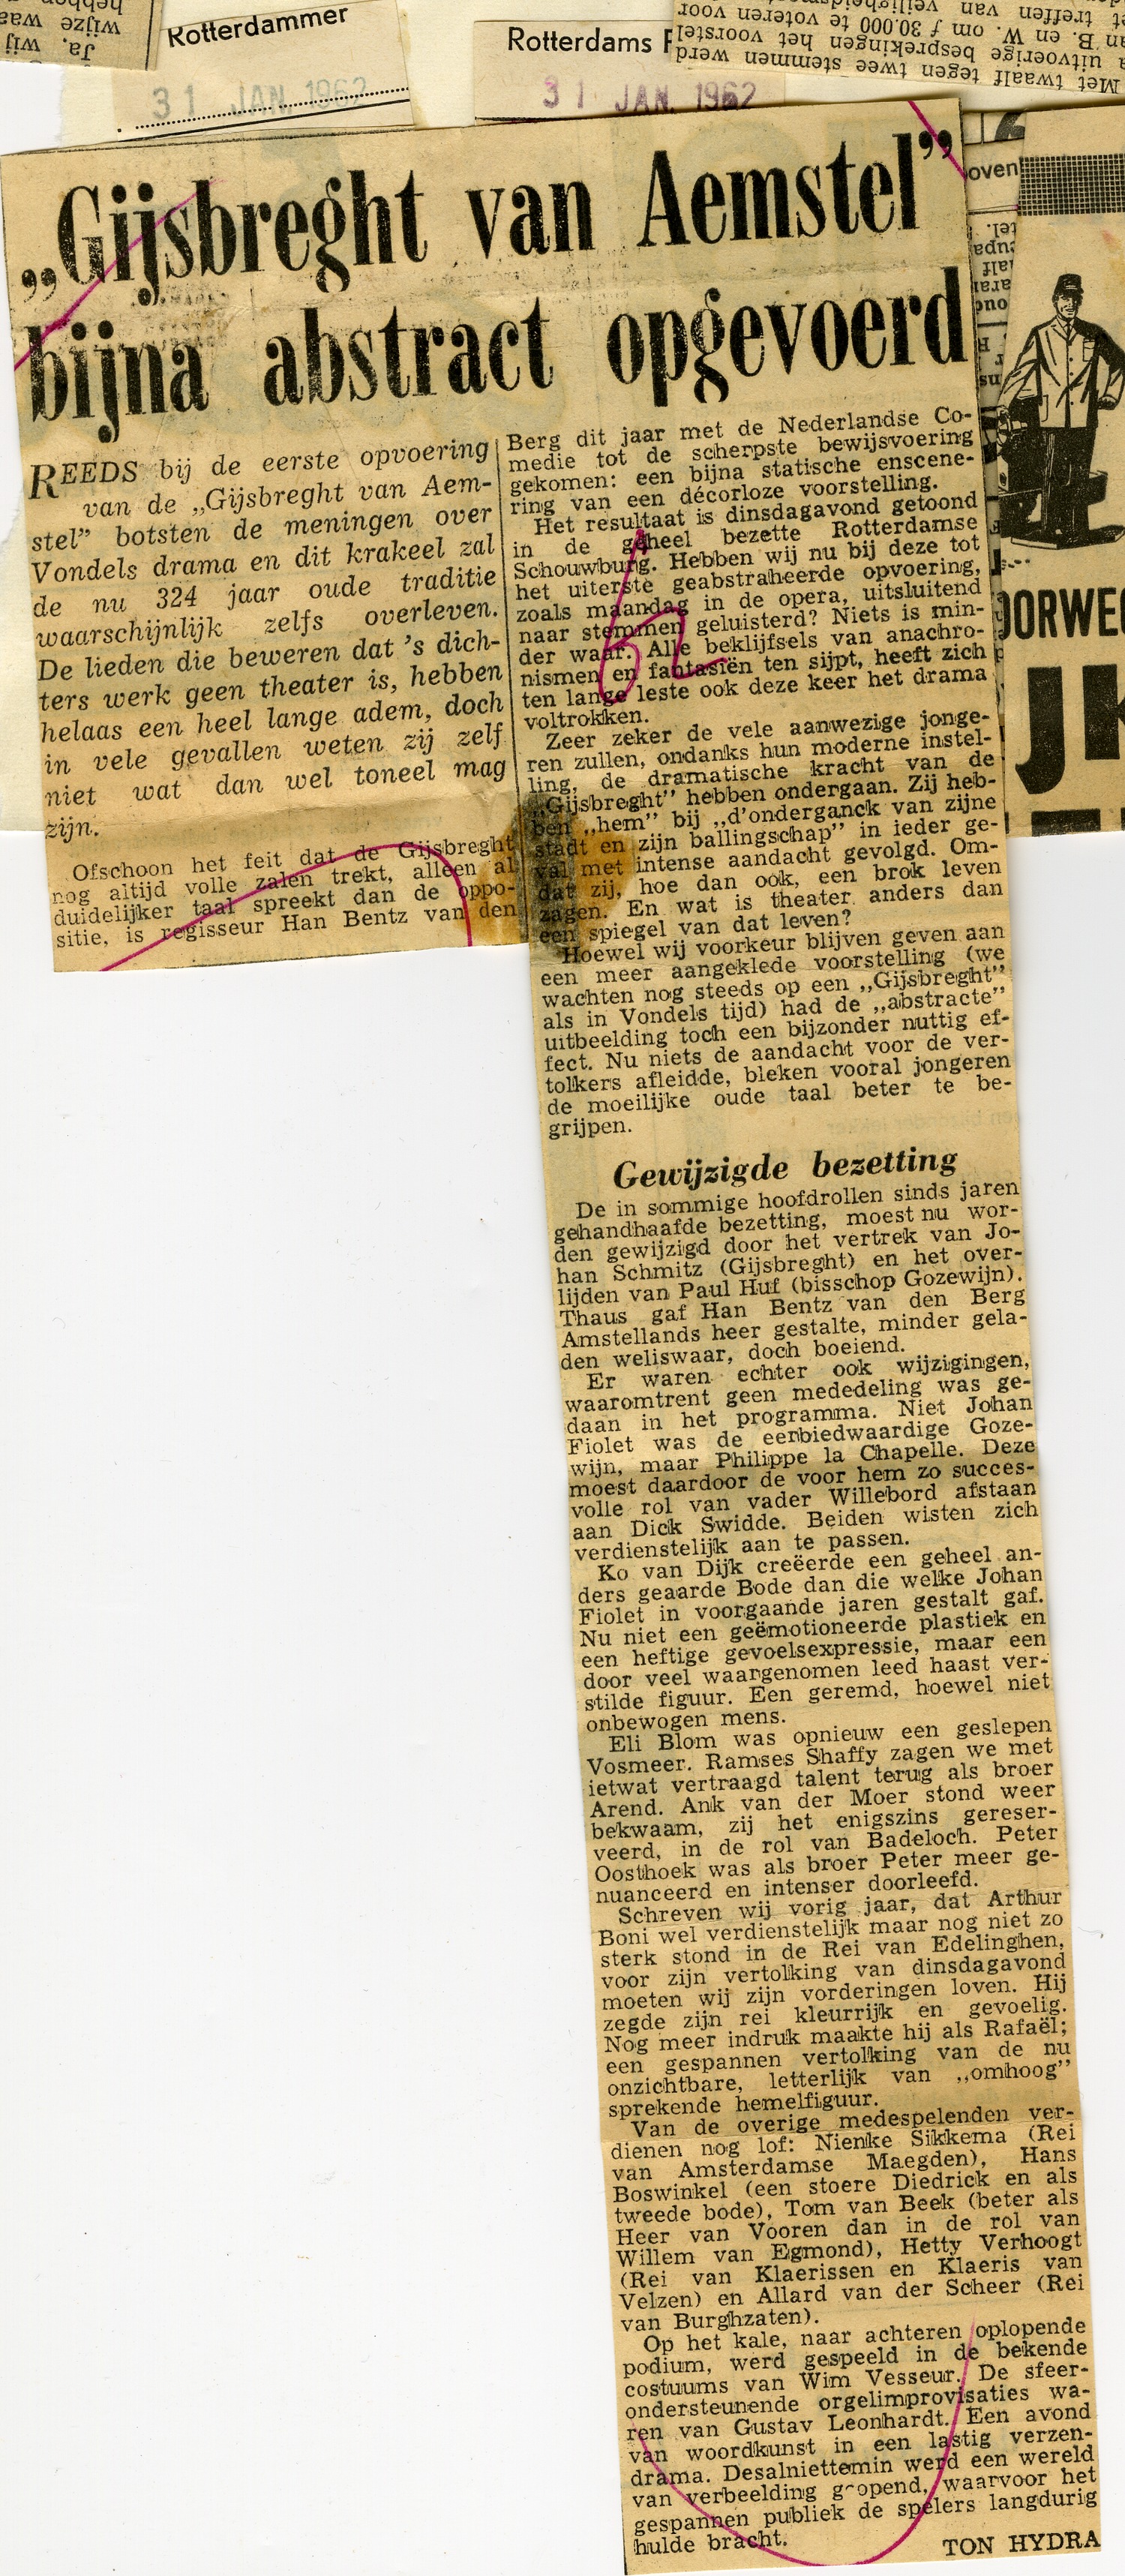 Rotterdammer
31 JAN. 1962
Rotterdams
31 JAN. 1962
Met twaalf tegen twee stemmen werd
a uitvoerige besprekingen het voorstel
an B. en W. om ƒ 30.000 te voteren voor
et treffen van
Ja, wij
wijze waa
hebben
„Gijsbreght van Aemstel”
bijna abstract opgevoerd
REEDS bij de eerste opvoering
van de „Gijsbreght van Aem-
stel” botsten de meningen over
Vondels drama en dit krakeel zal
de nu 324 jaar oude traditie
waarschijnlijk zelfs overleven.
De lieden die beweren dat 's dich-
ters werk geen theater is, hebben
helaas een heel lange adem, doch
in vele gevallen weten zij zelf
niet wat dan wel toneel mag
zijn.
Ofschoon het feit dat de Gijsbreght
nog altijd volle zalen trekt, alleen al
duidelijker taal spreekt dan de oppo-
sitie, is regisseur Han Bentz van den
Berg dit jaar met de Nederlandse Co-
medie tot de scherpste bewijsvoering
gekomen: een bijna statische enscene-
ring van een décorloze voorstelling.
Het resultaat is dinsdagavond getoond
in de geheel bezette Rotterdamse
Schouwburg. Hebben wij nu bij deze tot
het uiterste geabstraheerde opvoering,
zoals maandag in de opera, uitsluitend
naar stemmen geluisterd? Niets is min-
der waar. Alle beklijfsels van anachro-
nismen en fantasiën ten sijpt, heeft zich
ten lange leste ook deze keer het drama
voltrokken.
Zeer zeker de vele aanwezige jonge-
ren zullen, ondanks hun moderne instel-
ling, de dramatische kracht van de
„Gijsbreght” hebben ondergaan. Zij heb-
ben „hem” bij „d'onderganck van zijne
stadt en zijn ballingschap” in ieder ge-
val met intense aandacht gevolgd. Om-
dat zij, hoe dan ook, een brok leven
zagen. En wat is theater anders dan
een spiegel van dat leven?
Hoewel wij voorkeur blijven geven aan
een meer aangeklede voorstelling (we
wachten nog steeds op een „Gijsbreght”
als in Vondels tijd) had de „abstracte”
uitbeelding toch een bijzonder nuttig ef-
fect. Nu niets de aandacht voor de ver-
tolkers afleidde, bleken vooral jongeren
de moeilijke oude taal beter te be-
grijpen.
Gewijzigde bezetting
De in sommige hoofdrollen sinds jaren
gehandhaafde bezetting, moest nu wor-
den gewijzigd door het vertrek van Jo-
han Schmitz (Gijsbreght) en het over-
lijden van Paul Huf (bisschop Gozewijn).
Thaus gaf Han Bentz van den Berg
Amstellands heer gestalte, minder gela-
den weliswaar, doch boeiend.
Er waren echter ook wijzigingen,
waaromtrent geen mededeling was ge-
daan in het programma. Niet Johan
Fiolet was de eerbiedwaardige Goze-
wijn, maar Philippe la Chapelle. Deze
moest daardoor de voor hem zo succes-
volle rol van vader Willebord afstaan
aan Dick Swidde. Beiden wisten zich
verdienstelijk aan te passen.
Ko van Dijk creëerde een geheel an-
ders geaarde Bode dan die welke Johan
Fiolet in voorgaande jaren gestalt gaf.
Nu niet een geëmotioneerde plastiek en
een heftige gevoelsexpressie, maar een
door veel waargenomen leed haast ver-
stilde figuur. Een geremd, hoewel niet
onbewogen mens.
Eli Blom was opnieuw een geslepen
Vosmeer. Ramses Shaffy zagen we met
ietwat vertraagd talent terug als broer
Arend. Ank van der Moer stond weer
bekwaam, zij het enigszins gereser-
veerd, in de rol van Badeloch. Peter
Oosthoek was als broer Peter meer ge-
nuanceerd en intenser doorleefd.
Schreven wij vorig jaar, dat Arthur
Boni wel verdienstelijk maar nog niet zo
sterk stond in de Rei van Edelinghen,
voor zijn vertolking van dinsdagavond
moeten wij zijn vorderingen loven. Hij
zegde zijn rei kleurrijk en gevoelig.
Nog meer indruk maakte hij als Rafaël;
een gespannen vertolking van de nu
onzichtbare, letterlijk van „omhoog”
sprekende hemelfiguur.
Van de overige medespelenden ver-
dienen nog lof: Nienke Sikkema (Rei
van Amsterdamse Maegden), Hans
Boswinkel (een stoere Diedrick en als
tweede bode), Tom van Beek (beter als
Heer van Vooren dan in de rol van
Willem van Egmond), Hetty Verhoogt
(Rei van Klaerissen en Klaeris van
Velzen) en Allard van der Scheer (Rei
van Burghzaten).
Op het kale, naar achteren oplopende
podium, werd gespeeld in de bekende
costuums van Wim Vesseur. De sfeer-
ondersteunende orgelimprovisaties wa-
ren van Gustav Leonhardt. Een avond
van woordkunst in een lastig verzen-
drama. Desalniettemin werd een wereld
van verbeelding geopend, waarvoor het
gespannen publiek de spelers langdurig
hulde bracht.
TON HYDRA
oven
OORWEG
JK